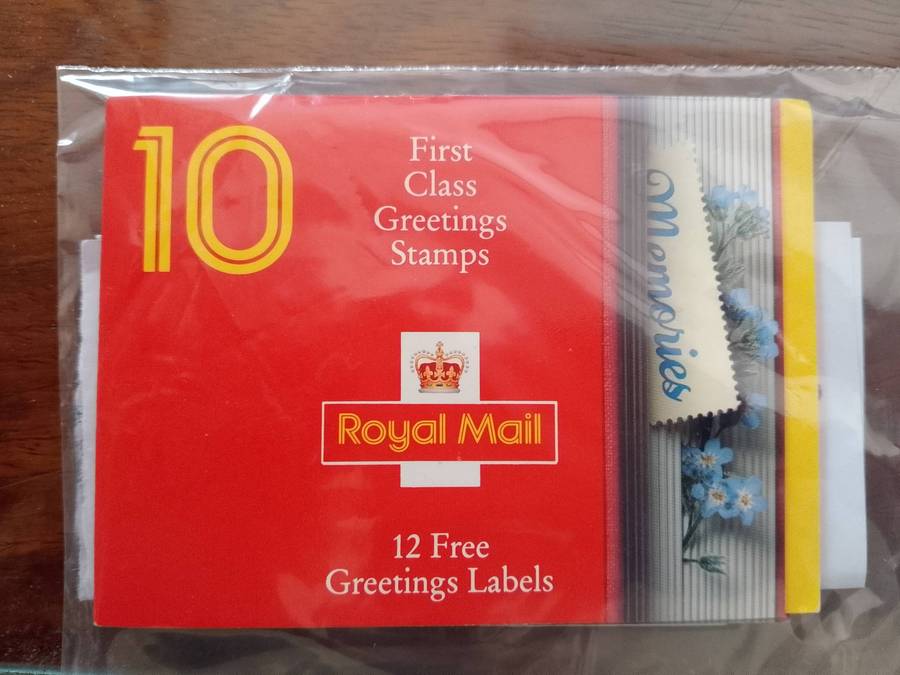 10
First
Class
Greetings
Stamps
Royal Mail
12 Free
Greetings Labels
Memories